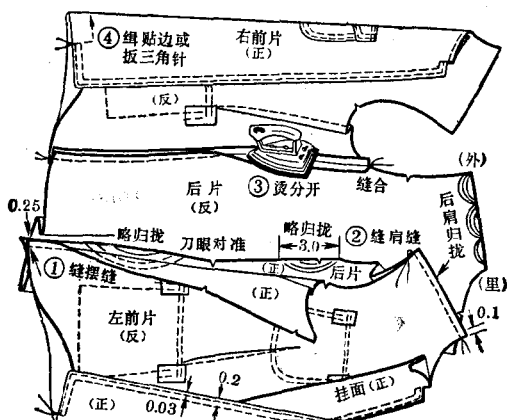 ④缉贴边或
扳三角针
右前片
(正)
(反)
后片
(反)
③烫分开
缝合
(外)
后肩归拢
(里)
0.25
略归拢
刀眼对准
略归拢
3.0
②缝肩缝
①缝摆缝
(正)
后片
(正)
左前片
(反)
0.1
0.2
0.03
(正)
挂面(正)